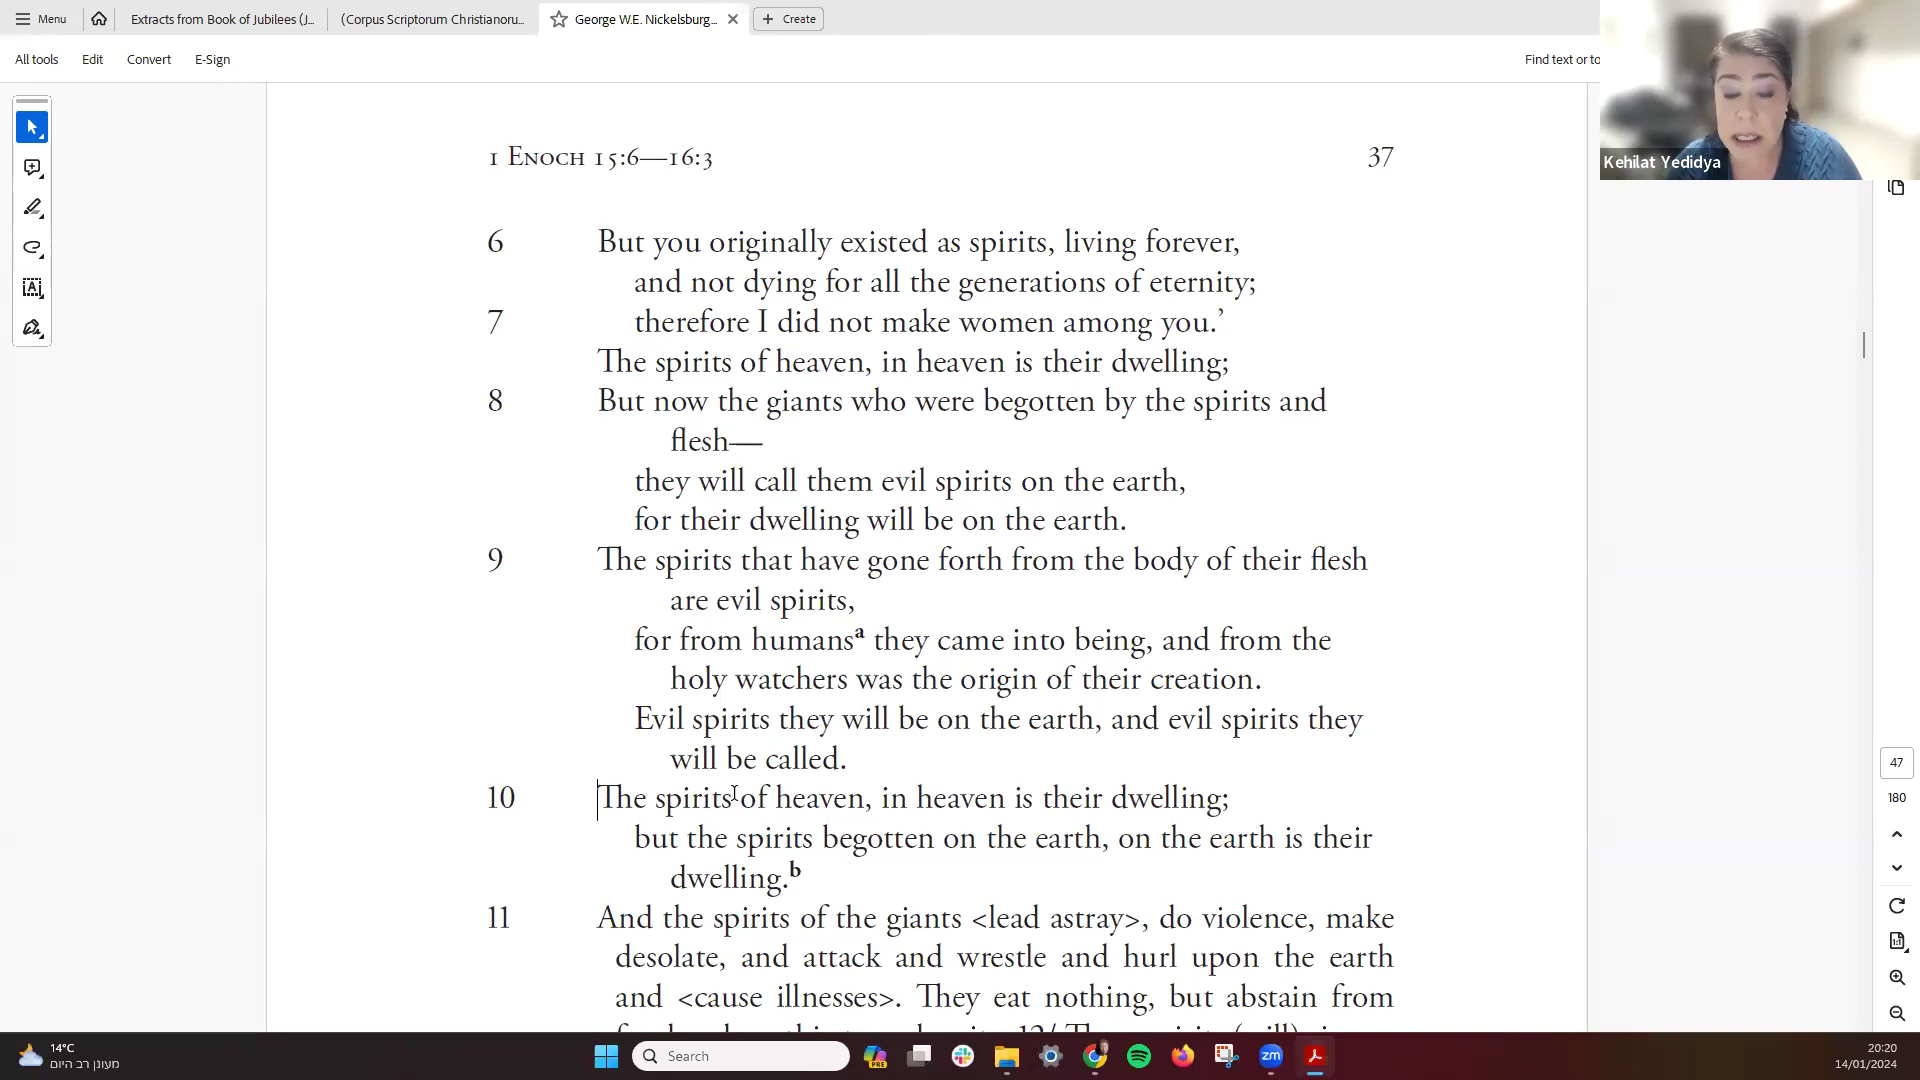 Menu
Extracts from Book of Jubilees (J...
(Corpus Scriptorum Christianoru...
George W.E. Nickelsburg...
Create
All tools
Edit
Convert
E-Sign
Find text or to
Kehilat Yedidya
1 Enoch 15:6—16:3
37
6 But you originally existed as spirits, living forever,
and not dying for all the generations of eternity;
7 therefore I did not make women among you.’
The spirits of heaven, in heaven is their dwelling;
8 But now the giants who were begotten by the spirits and
flesh—
they will call them evil spirits on the earth,
for their dwelling will be on the earth.
9 The spirits that have gone forth from the body of their flesh
are evil spirits,
for from humansª they came into being, and from the
holy watchers was the origin of their creation.
Evil spirits they will be on the earth, and evil spirits they
will be called.
10 The spirits of heaven, in heaven is their dwelling;
but the spirits begotten on the earth, on the earth is their
dwelling.b
11 And the spirits of the giants <lead astray>, do violence, make
desolate, and attack and wrestle and hurl upon the earth
and <cause illnesses>. They eat nothing, but abstain from
47
180
14°C
מעונן רב היום
Search
PRE
zm
20:20
14/01/2024